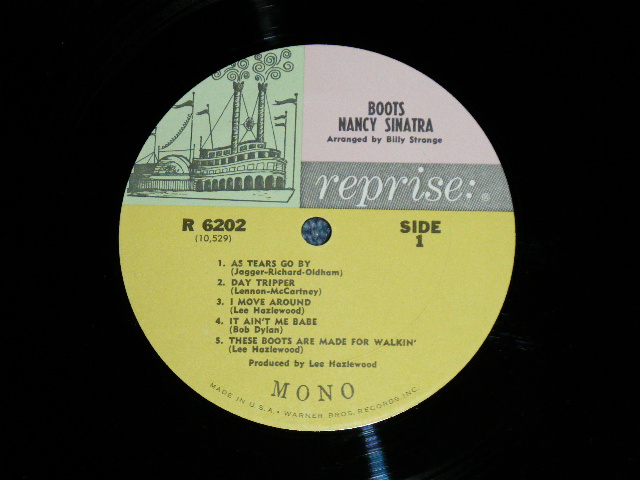 BOOTS
NANCY SINATRA
Arranged by Billy Strange
reprise:®
R 6202
(10,529)
SIDE
1
1. AS TEARS GO BY
(Jagger-Richard-Oldham)
2. DAY TRIPPER
(Lennon-McCartney)
3. I MOVE AROUND
(Lee Hazlewood)
4. IT AIN'T ME BABE
(Bob Dylan)
5. THESE BOOTS ARE MADE FOR WALKIN'
(Lee Hazlewood)
Produced by Lee Hazlewood
MONO
MADE IN U.S.A. • WARNER BROS. RECORDS, INC.